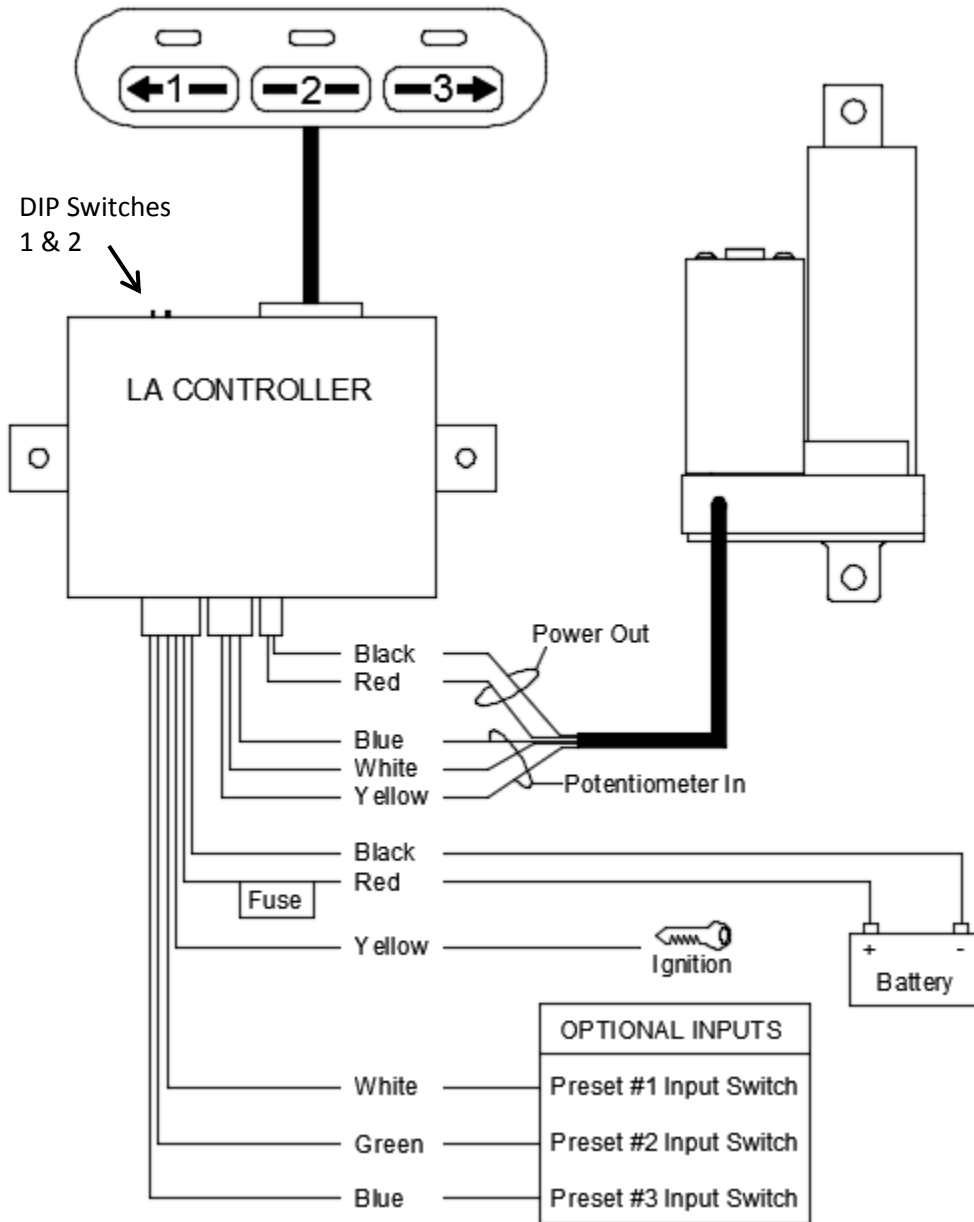 1
2
3
DIP Switches
1 & 2
LA CONTROLLER
Power Out
Black
Red
Blue
White
Yellow
Potentiometer In
Black
Red
Fuse
Yellow
Ignition
+ -
Battery
OPTIONAL INPUTS
White
Preset #1 Input Switch
Green
Preset #2 Input Switch
Blue
Preset #3 Input Switch